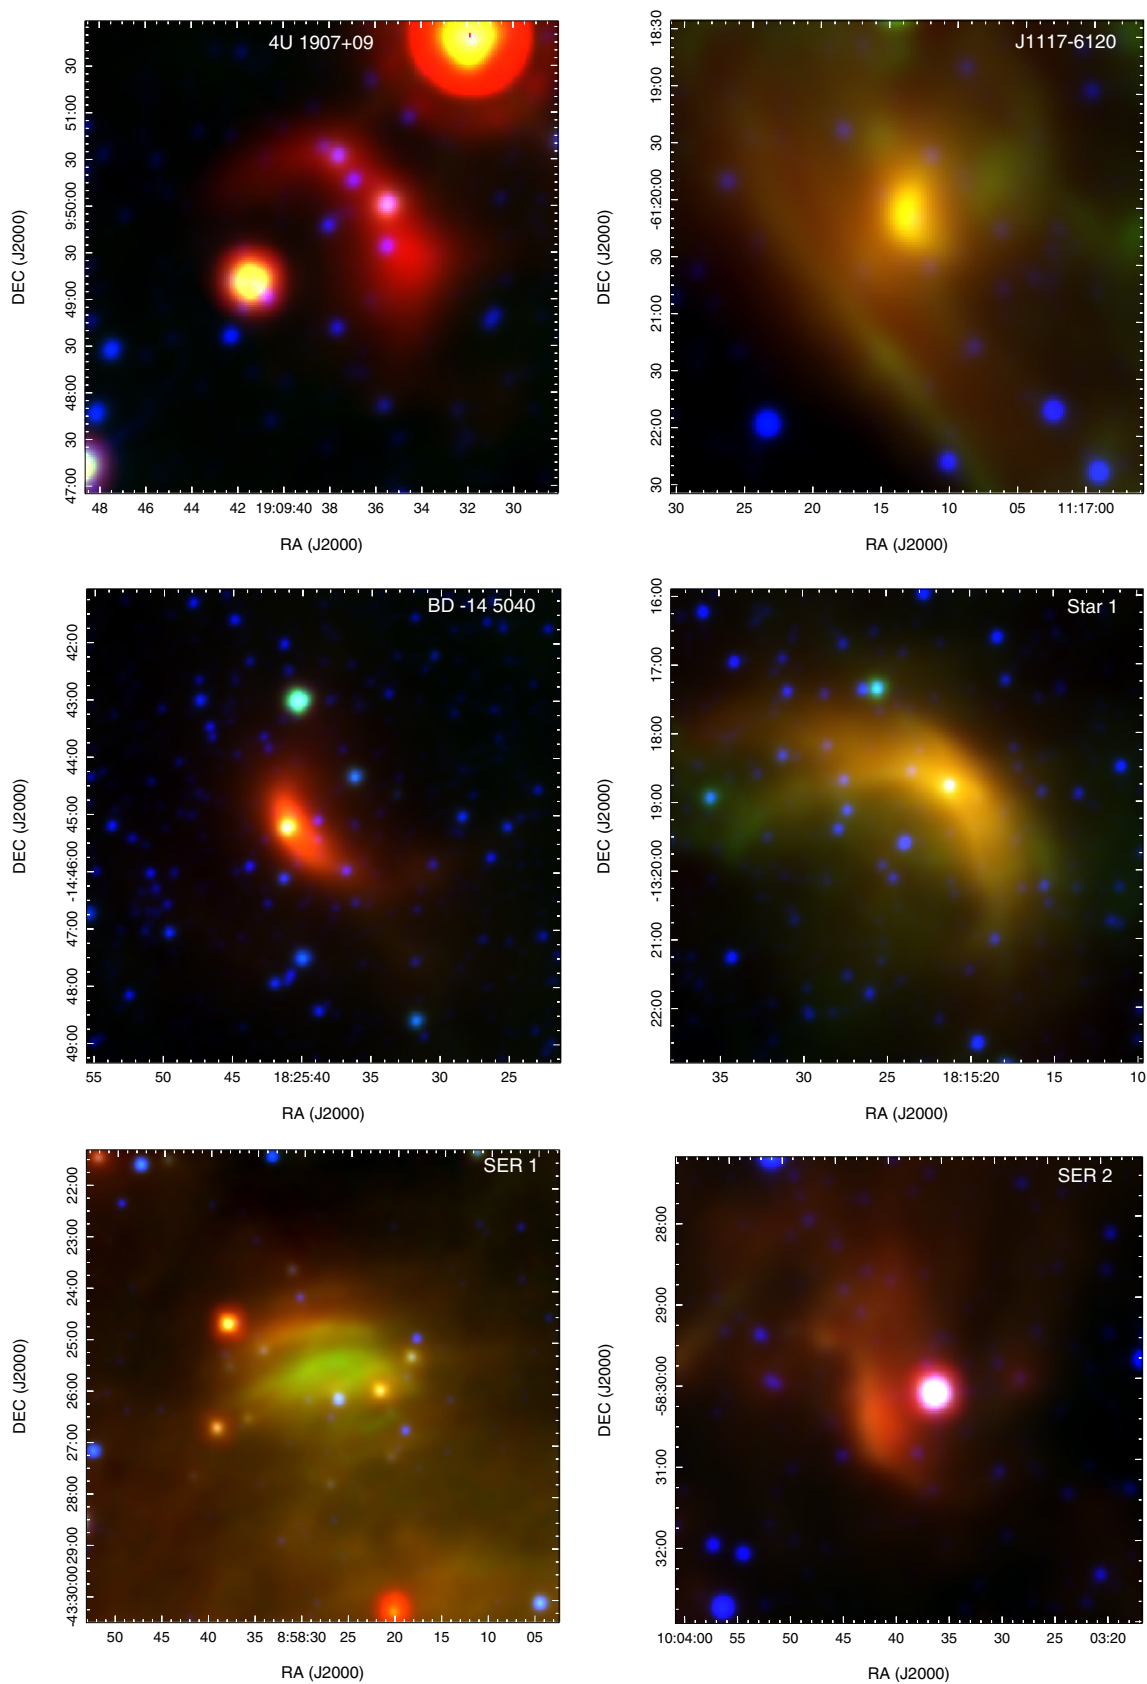 4U 1907+09
30
51:00
30
9:50:00
30
49:00
30
48:00
30
47:00
DEC (J2000)
48 46 44 42 19:09:40 38 36 34 32 30
RA (J2000)
J1117-6120
18:30
19:00
30
-61:20:00
30
21:00
30
22:00
30
DEC (J2000)
30 25 20 15 10 05 11:17:00
RA (J2000)
BD -14 5040
42:00
43:00
44:00
45:00
-14:46:00
47:00
48:00
49:00
DEC (J2000)
55 50 45 18:25:40 35 30 25
RA (J2000)
Star 1
16:00
17:00
18:00
19:00
-13:20:00
21:00
22:00
DEC (J2000)
35 30 25 18:15:20 15 10
RA (J2000)
SER 1
22:00
23:00
24:00
25:00
26:00
27:00
28:00
29:00
-43:30:00
DEC (J2000)
50 45 40 35 8:58:30 25 20 15 10 05
RA (J2000)
SER 2
28:00
29:00
-58:30:00
31:00
32:00
DEC (J2000)
10:04:00 55 50 45 40 35 30 25 03:20
RA (J2000)